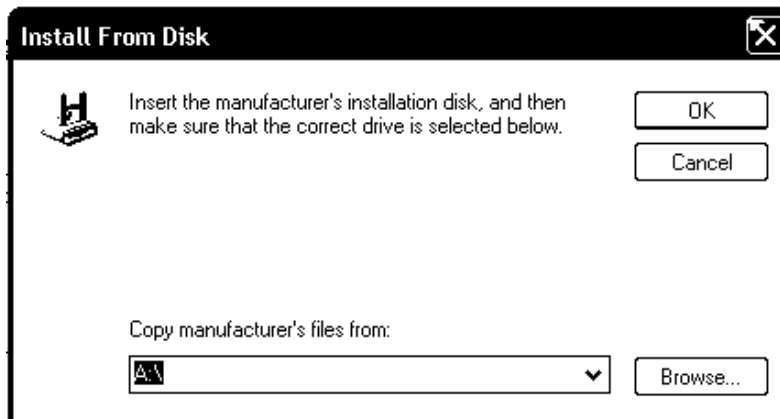 Install From Disk
Insert the manufacturer's installation disk, and then
make sure that the correct drive is selected below.
OK
Cancel
Copy manufacturer's files from:
A:\
Browse...